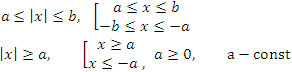 a ≤ |x| ≤ b, [ a ≤ x ≤ b
−b ≤ x ≤ −a
|x| ≥ a, [ x ≥ a
x ≤ −a , a ≥ 0, a − const